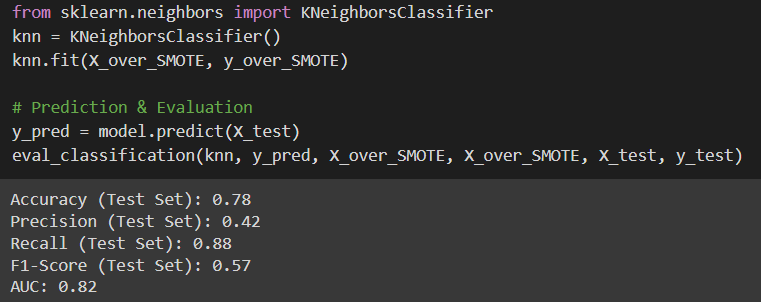 from sklearn.neighbors import KNeighborsClassifier
knn = KNeighborsClassifier()
knn.fit(X_over_SMOTE, y_over_SMOTE)
# Prediction & Evaluation
y_pred = model.predict(X_test)
eval_classification(knn, y_pred, X_over_SMOTE, X_over_SMOTE, X_test, y_test)
Accuracy (Test Set): 0.78
Precision (Test Set): 0.42
Recall (Test Set): 0.88
F1-Score (Test Set): 0.57
AUC: 0.82